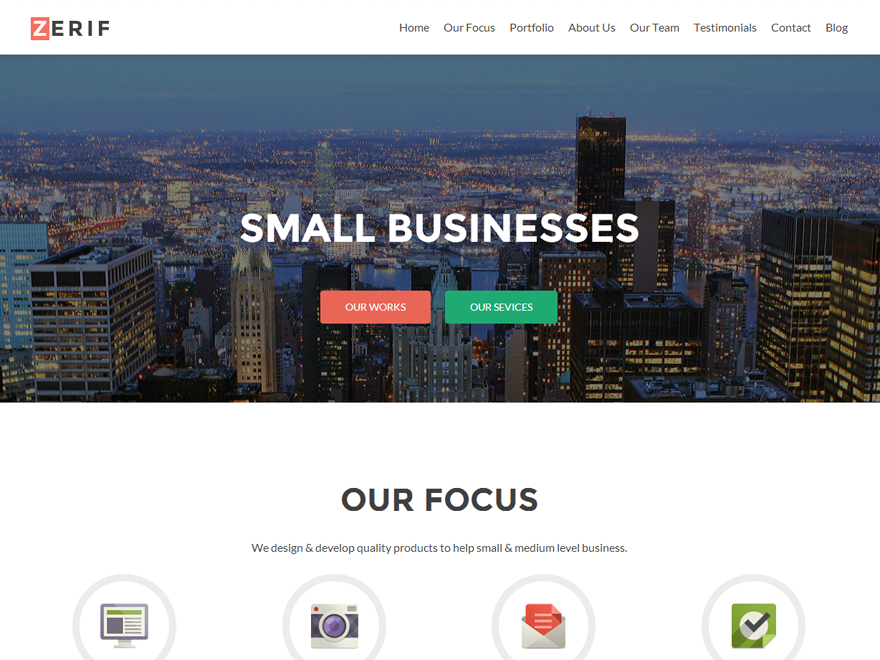 ZERIF
Home Our Focus Portfolio About Us Our Team Testimonials Contact Blog
SMALL BUSINESSES
OUR WORKS OUR SEVICES
OUR FOCUS
We design & develop quality products to help small & medium level business.